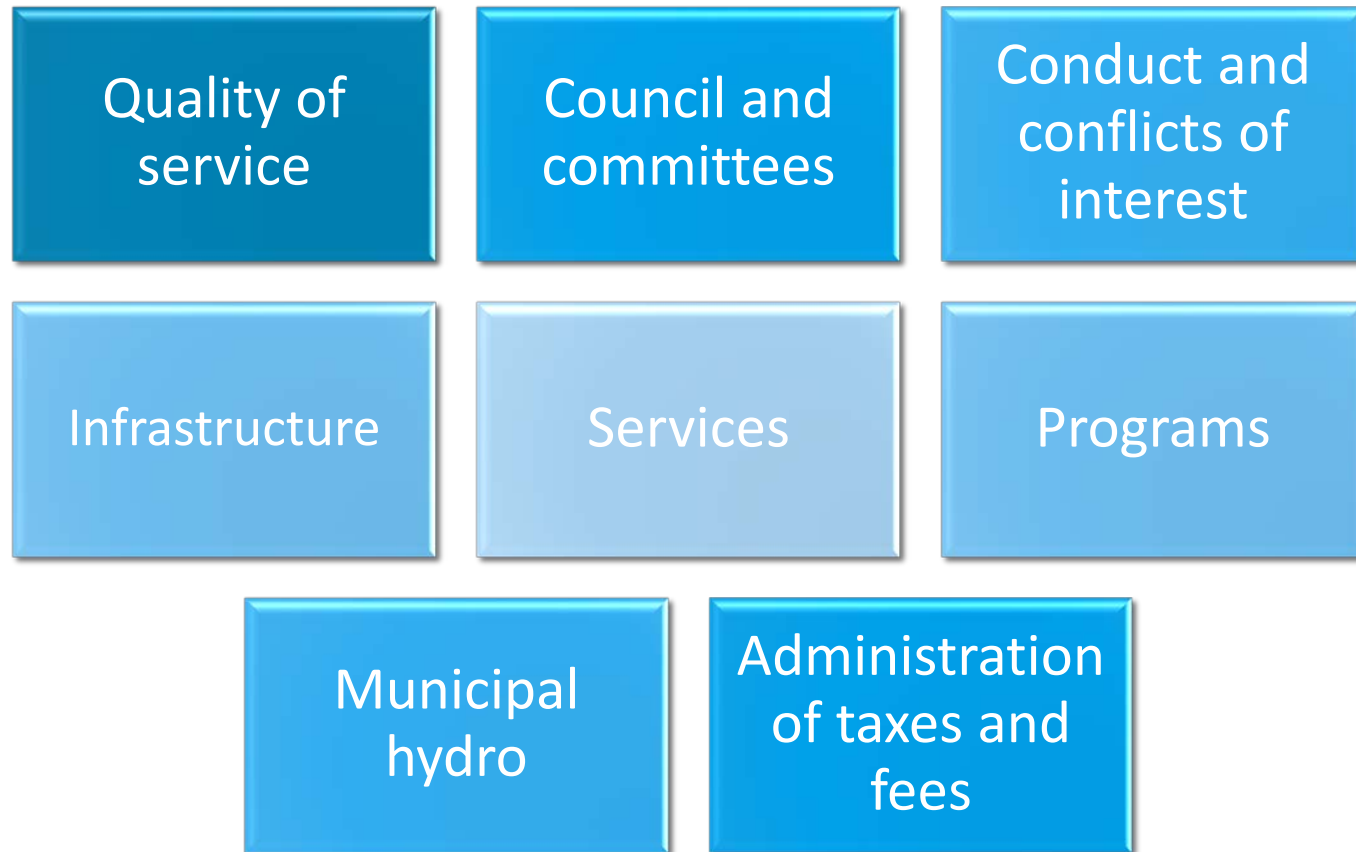 Quality of
service
Council and
committees
Conduct and
conflicts of
interest
Infrastructure
Services
Programs
Municipal
hydro
Administration
of taxes and
fees